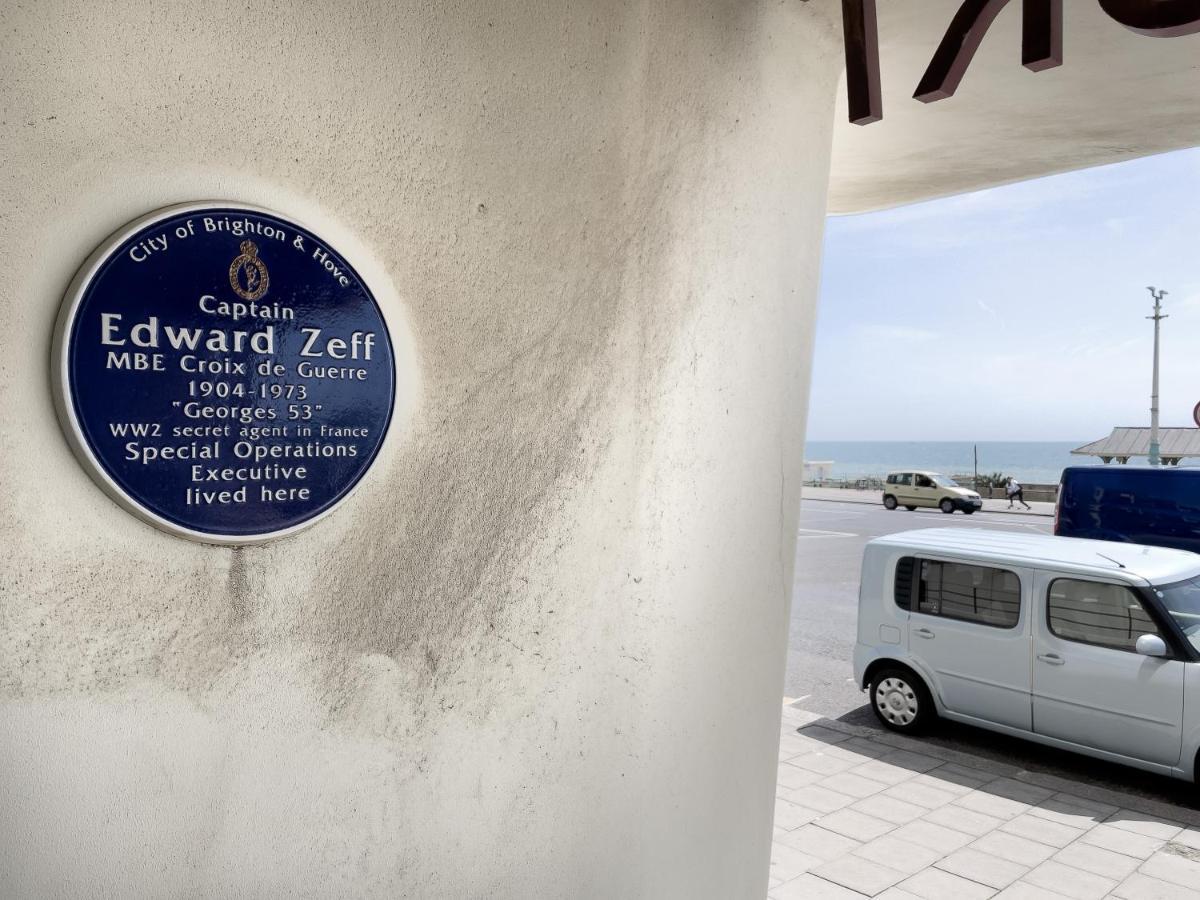 City of Brighton & Hove
Captain
Edward Zeff
MBE Croix de Guerre
1904-1973
"Georges 53"
WW2 secret agent in France
Special Operations
Executive
lived here